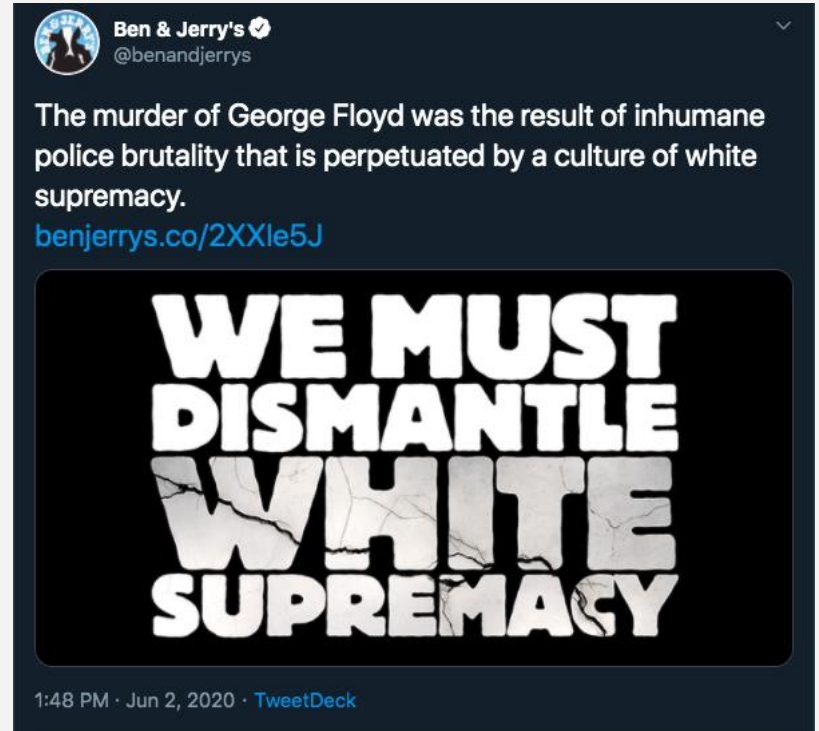 Ben & Jerry's
@benandjerrys
The murder of George Floyd was the result of inhumane
police brutality that is perpetuated by a culture of white
supremacy.
benjerrys.co/2XXle5J
WE MUST
DISMANTLE
WHITE
SUPREMACY
1:48 PM · Jun 2, 2020 · TweetDeck